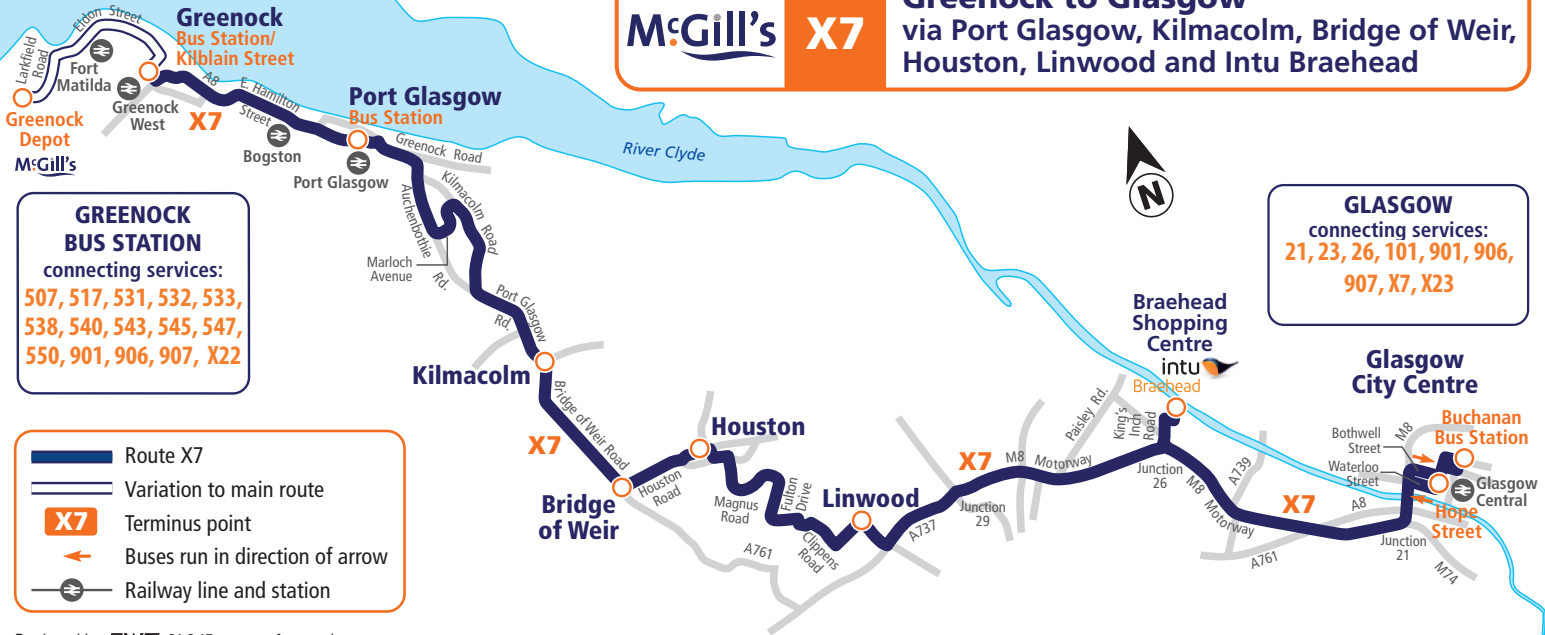 Greenock to Glasgow
via Port Glasgow, Kilmacolm, Bridge of Weir,
Houston, Linwood and Intu Braehead
McGill's
X7
Eldon Street
Larkfield
Road
Fort
Matilda
Greenock
Bus Station/
Kilblain Street
Greenock
West
Greenock
Depot
McGill's
A8
E. Hamilton
Street
X7
Bogston
Port Glasgow
Bus Station
Port Glasgow
Greenock Road
River Clyde
Kilmacolm Road
Auchenbothie
Rd.
Marloch
Avenue
Port Glasgow
Rd.
N
GREENOCK
BUS STATION
connecting services:
507, 517, 531, 532, 533,
538, 540, 543, 545, 547,
550, 901, 906, 907, X22
GLASGOW
connecting services:
21, 23, 26, 101, 901, 906,
907, X7, X23
Kilmacolm
Bridge of Weir Road
X7
Bridge
of Weir
Houston
Road
Houston
Magnus
Road
Fulton
Drive
Clippens
Road
Linwood
A761
A737
X7
Junction
29
M8
Motorway
Paisley Rd.
King's
Inch
Road
Braehead
Shopping
Centre
intu
Braehead
Junction
26
M8
Motorway
A739
X7
A761
A8
Junction
21
M74
Glasgow
City Centre
Buchanan
Bus Station
Bothwell
Street
M8
Waterloo
Street
Glasgow
Central
Hope
Street
Route X7
Variation to main route
X7
Terminus point
Buses run in direction of arrow
Railway line and station